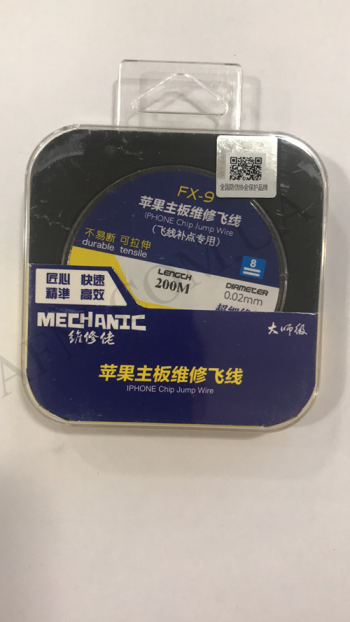 FX-9
苹果主板维修飞线
IPHONE Chip Jump Wire
(飞线补点专用)
不易断 可拉伸
durable tensile
8
LENGTH
200M
DIAMETER
0.02mm
匠心 快速
精准 高效
MECHANIC
维修佬
大师级
苹果主板维修飞线
IPHONE Chip Jump Wire